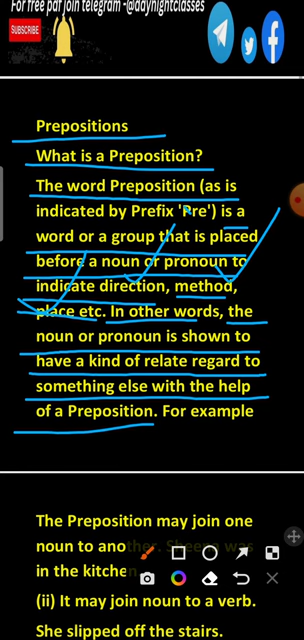 For free pdf join telegram -@daynightclasses
SUBSCRIBE
Prepositions
What is a Preposition?
The word Preposition (as is
indicated by Prefix 'Pre') is a
word or a group that is placed
before a noun or pronoun to
indicate direction, method,
place etc. In other words, the
noun or pronoun is shown to
have a kind of relate regard to
something else with the help
of a Preposition. For example
The Preposition may join one
noun to another. Sheena was
in the kitchen.
(ii) It may join noun to a verb.
She slipped off the stairs.